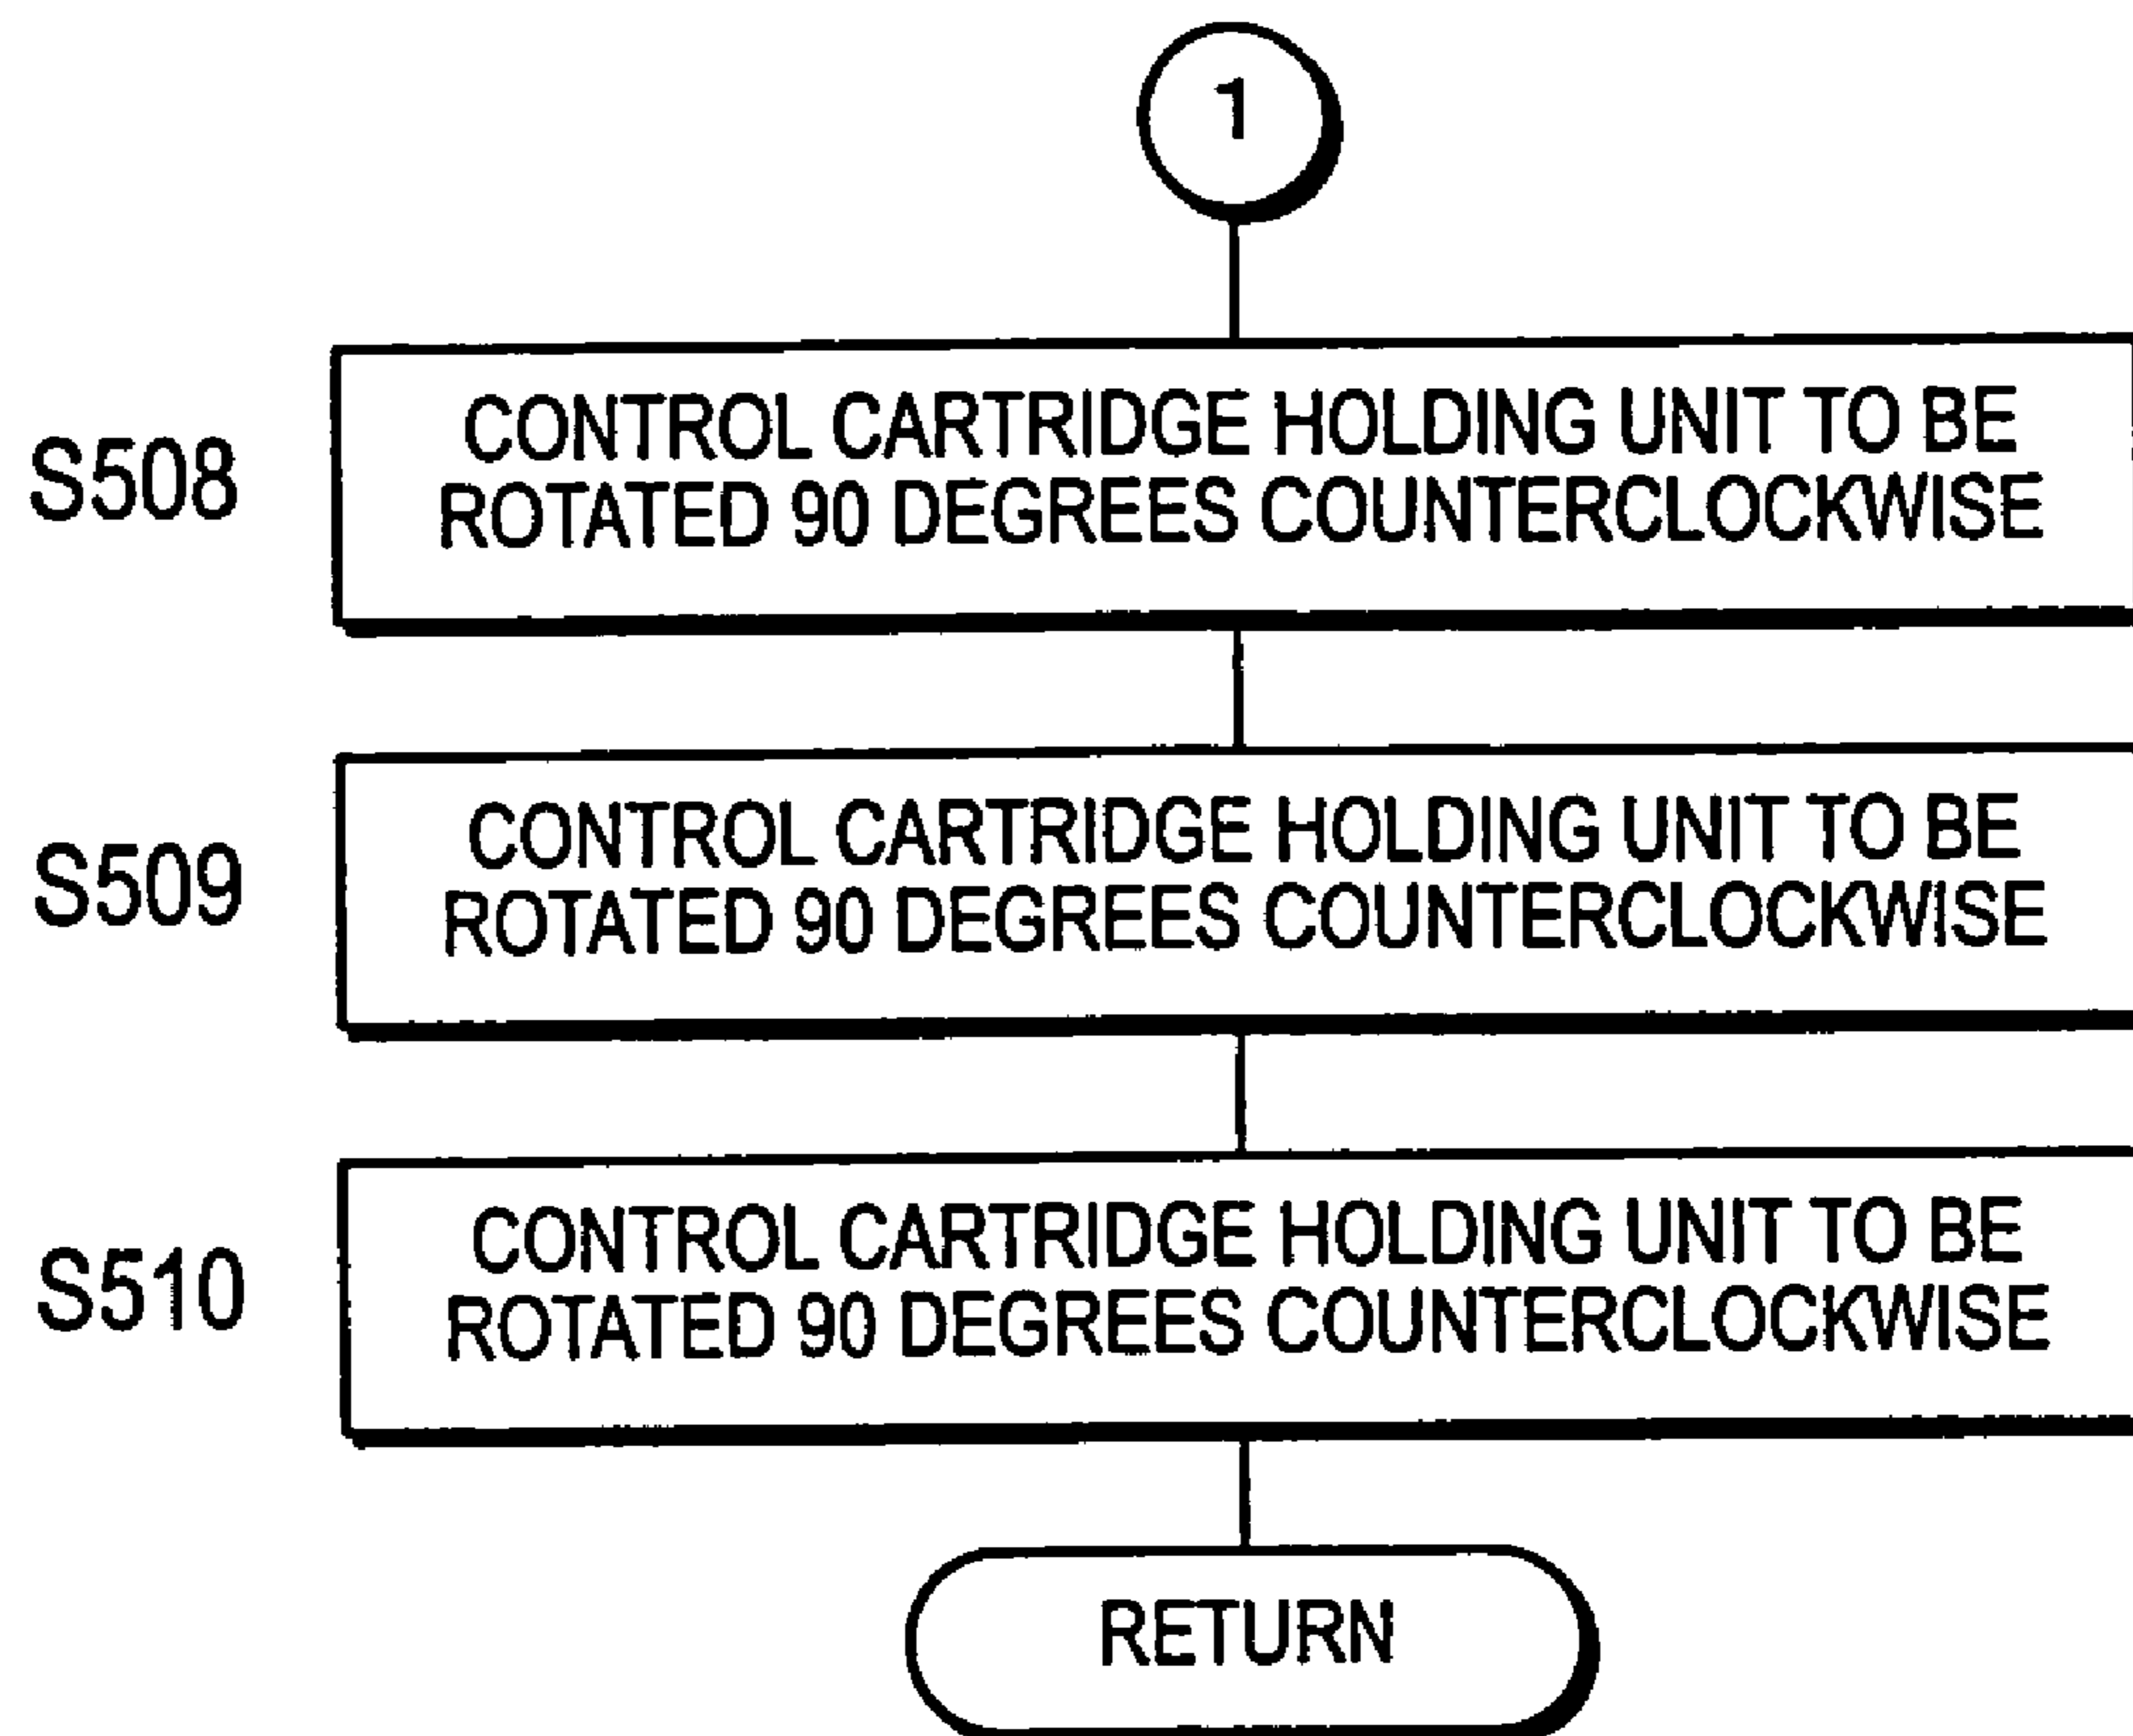 1
S508
CONTROL CARTRIDGE HOLDING UNIT TO BE
ROTATED 90 DEGREES COUNTERCLOCKWISE
S509
CONTROL CARTRIDGE HOLDING UNIT TO BE
ROTATED 90 DEGREES COUNTERCLOCKWISE
S510
CONTROL CARTRIDGE HOLDING UNIT TO BE
ROTATED 90 DEGREES COUNTERCLOCKWISE
RETURN